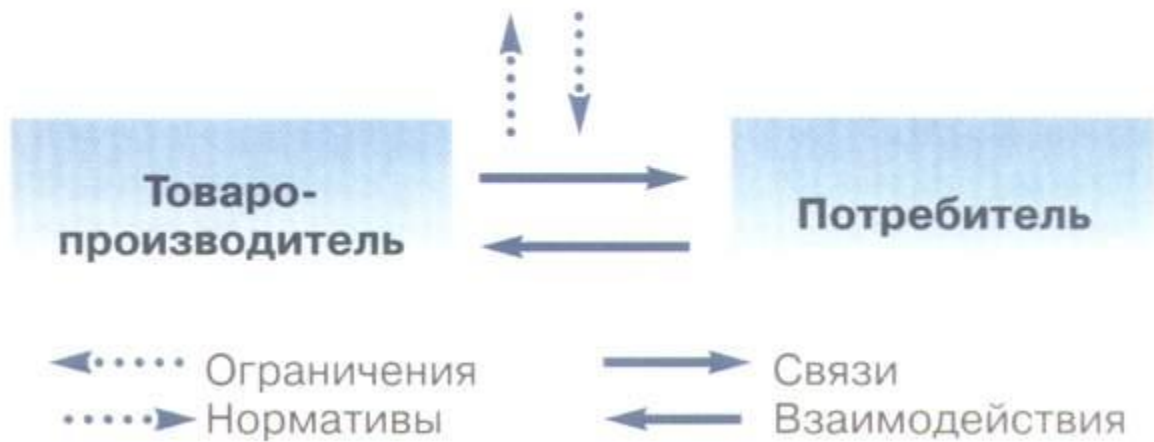 Товаро-
производитель
Потребитель
Ограничения
Нормативы
Связи
Взаимодействия